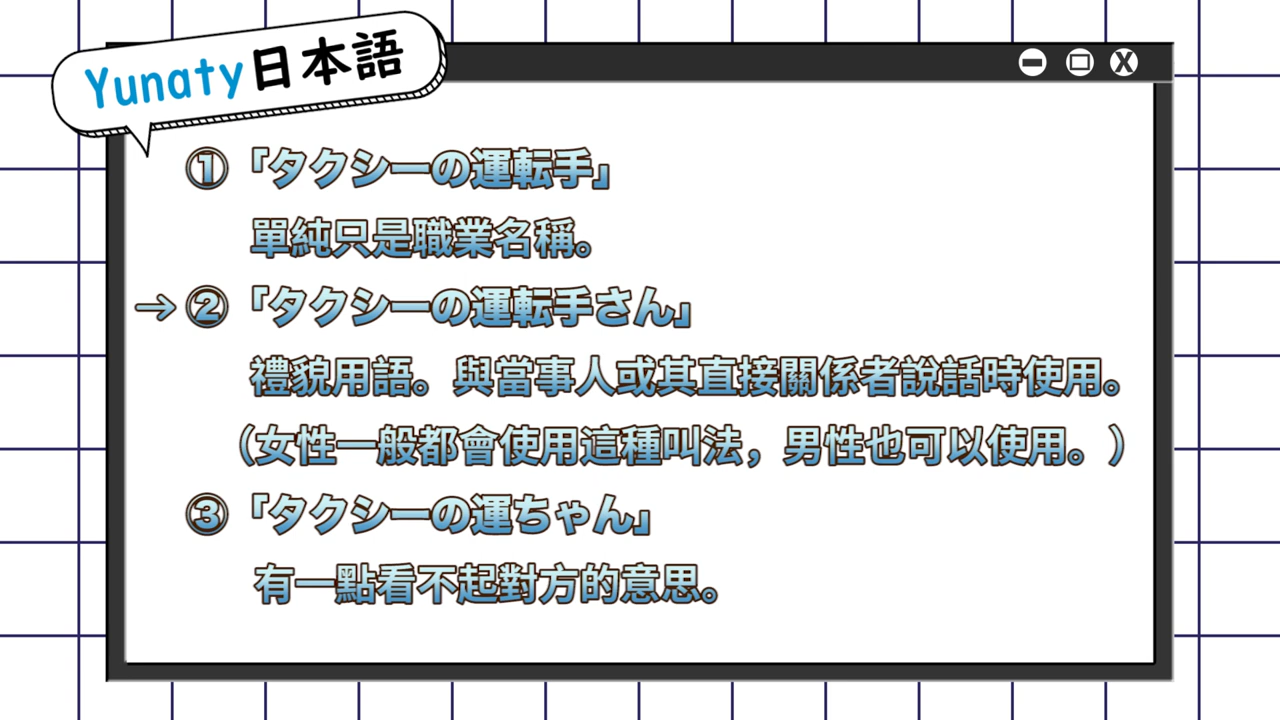 Yunaty日本語
X
①「タクシーの運転手」
單純只是職業名稱。
→②「タクシーの運転手さん」
禮貌用語。與當事人或其直接關係者說話時使用。
（女性一般都會使用這種叫法，男性也可以使用。）
③「タクシーの運ちゃん」
有一點看不起對方的意思。